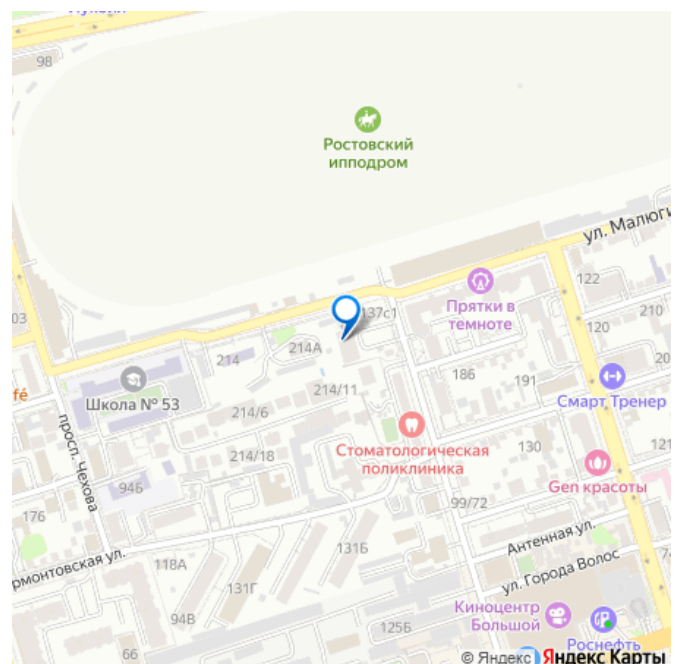 98
Ростовский
ипподром
ул. Малюги
03
Прятки в
темноте
122
137с1
120
210
214А
214
20
186
191
Смарт Тренер
214/11
fé
Школа № 53
214/6
Стоматологическая
поликлиника
130
121
просп. Чехова
214/18
Gen красоты
94Б
99/72
176
Антенная ул.
131Б
рмонтовская ул.
118А
ул. Города Волос
131Г
94В
125Б
Киноцентр
Большой
66
Роснефть
© Яндекс Яндекс Карты